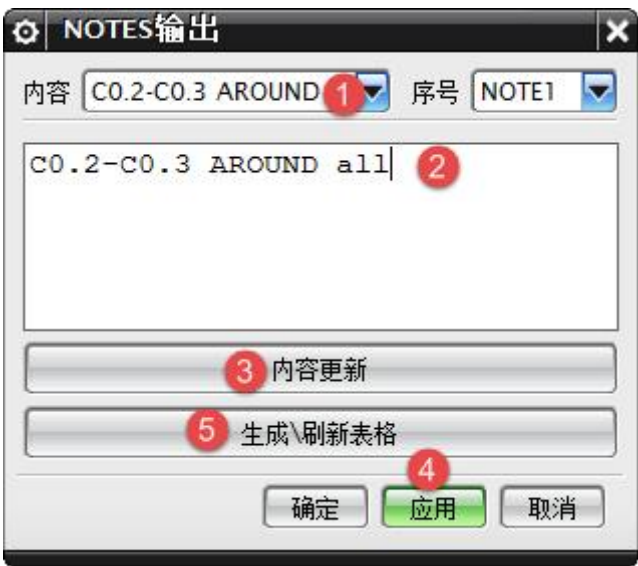 NOTES输出
内容 C0.2-C0.3 AROUND 1 序号 NOTE1
C0.2-C0.3 AROUND all 2
3 内容更新
5 生成\刷新表格
4
确定 应用 取消